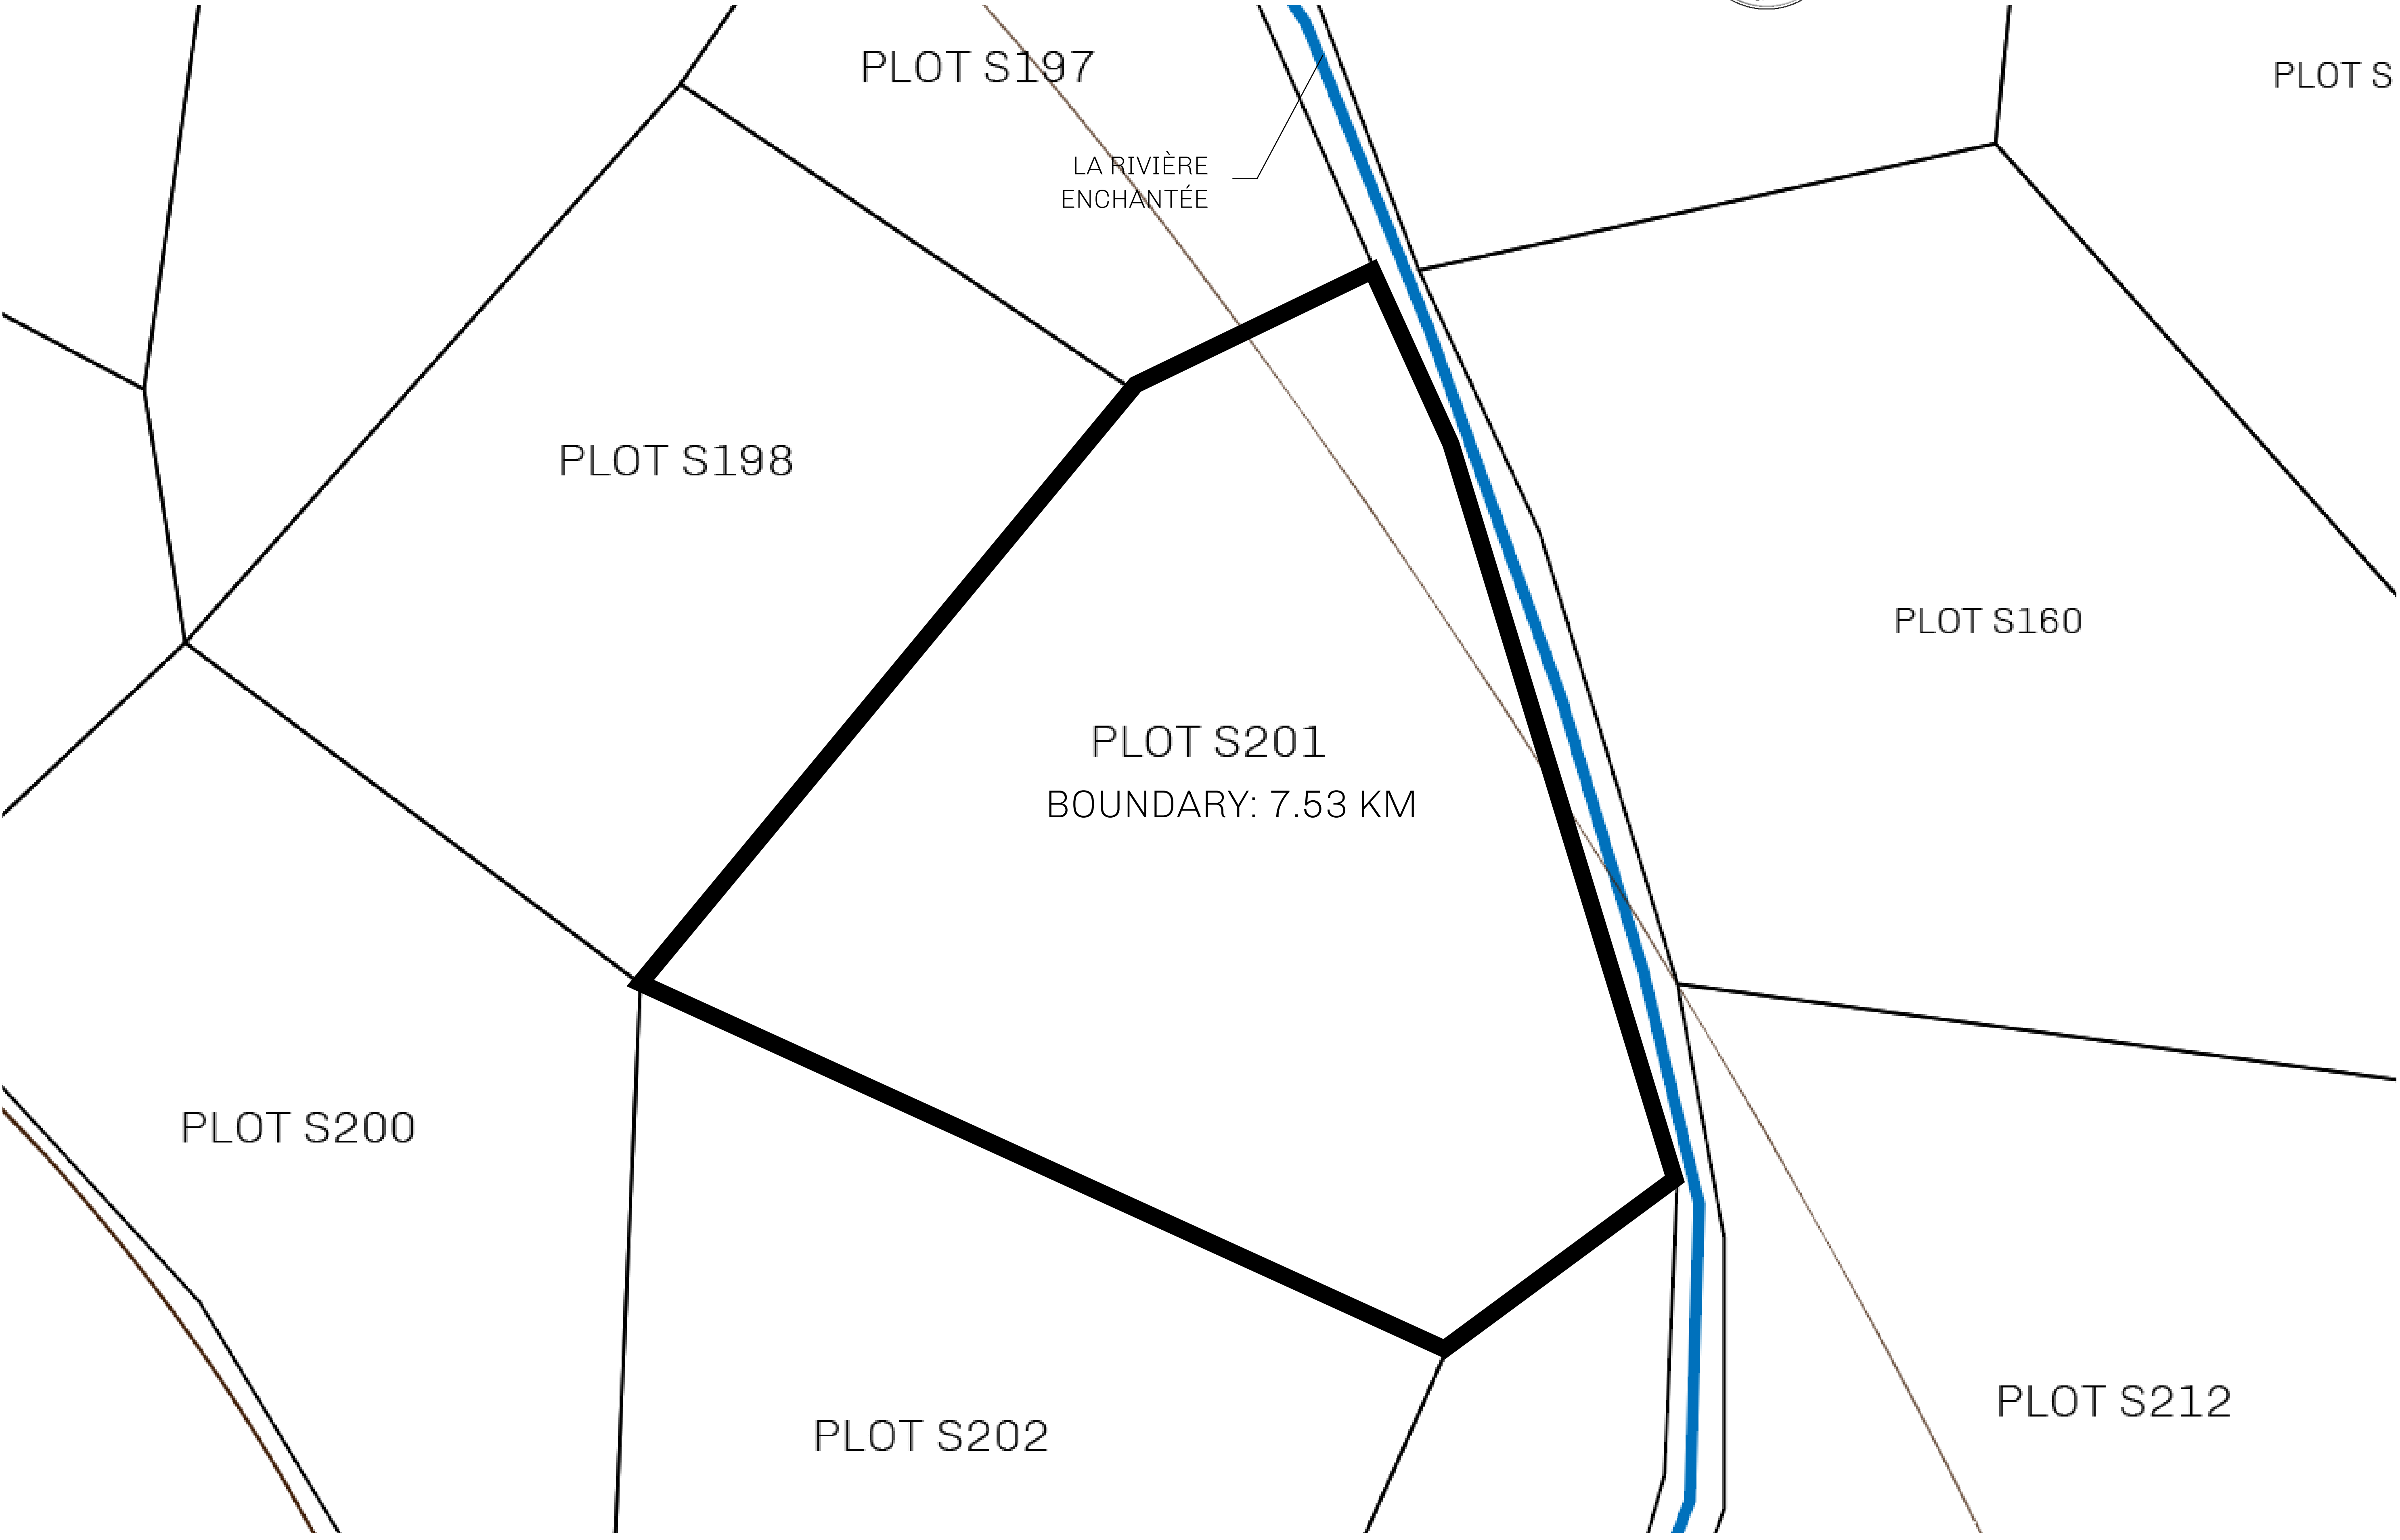 PLOT S197
PLOT S
LA RIVIÈRE
ENCHANTÉE
PLOT S198
PLOT S160
PLOT S201
BOUNDARY: 7.53 KM
PLOT S200
PLOT S212
PLOT S202